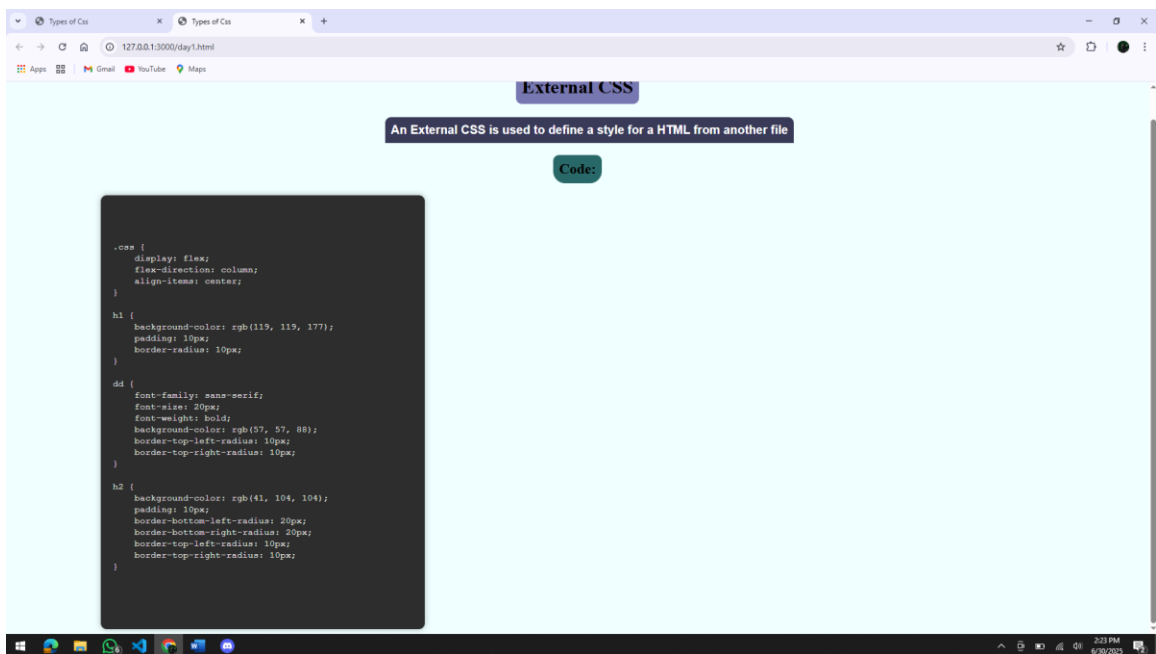 Types of Css
Types of Css
127.0.0.1:3000/day1.html
Apps
Gmail
YouTube
Maps
External CSS
An External CSS is used to define a style for a HTML from another file
Code:
.css {
    display: flex;
    flex-direction: column;
    align-items: center;
}
h1 {
    background-color: rgb(119, 119, 177);
    padding: 10px;
    border-radius: 10px;
}
dd {
    font-family: sans-serif;
    font-size: 20px;
    font-weight: bold;
    background-color: rgb(57, 57, 88);
    border-top-left-radius: 10px;
    border-top-right-radius: 10px;
}
h2 {
    background-color: rgb(41, 104, 104);
    padding: 10px;
    border-bottom-left-radius: 20px;
    border-bottom-right-radius: 20px;
    border-top-left-radius: 10px;
    border-top-right-radius: 10px;
}
2:23 PM
6/30/2025